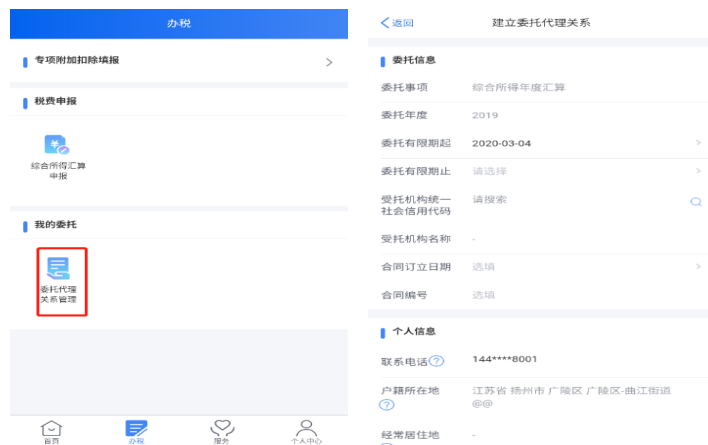 办税
专项附加扣除填报
税费申报
综合所得汇算
申报
我的委托
委托代理
关系管理
首页
办税
服务
个人中心
返回
建立委托代理关系
委托信息
委托事项 综合所得年度汇算
委托年度 2019
委托有限期起 2020-03-04
委托有限期止 请选择
受托机构统一 请搜索
社会信用代码
受托机构名称 -
合同订立日期 选填
合同编号 选填
个人信息
联系电话? 144****8001
户籍所在地 江苏省 扬州市 广陵区 广陵区-曲江街道
? @@
经常居住地 -